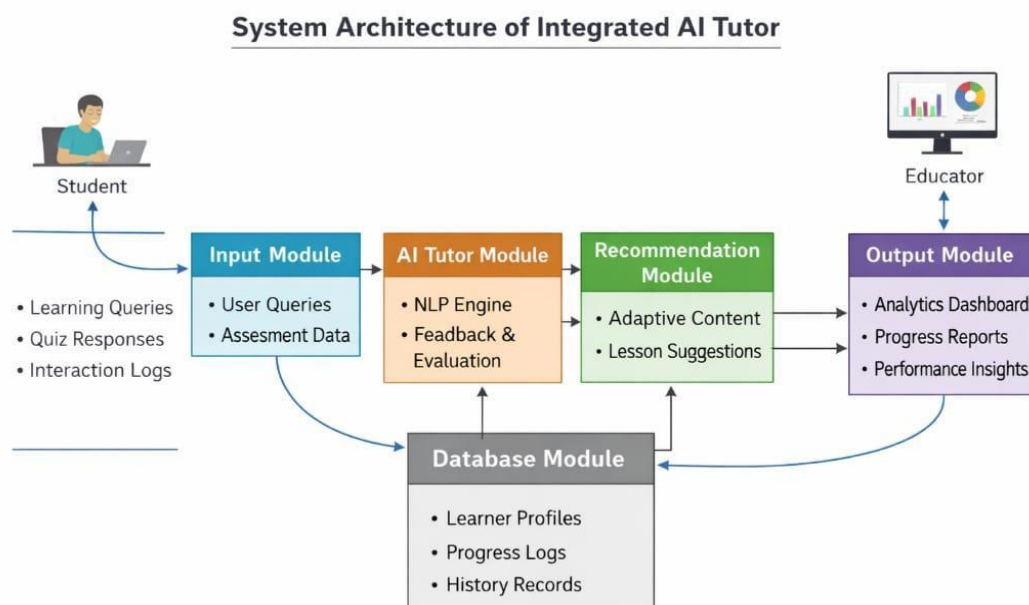 System Architecture of Integrated AI Tutor
Student
Educator
• Learning Queries
• Quiz Responses
• Interaction Logs
Input Module
• User Queries
• Assesment Data
AI Tutor Module
• NLP Engine
• Feadback &
Evaluation
Recommendation
Module
• Adaptive Content
• Lesson Suggestions
Output Module
• Analytics Dashboard
• Progress Reports
• Performance Insights
Database Module
• Learner Profiles
• Progress Logs
• History Records